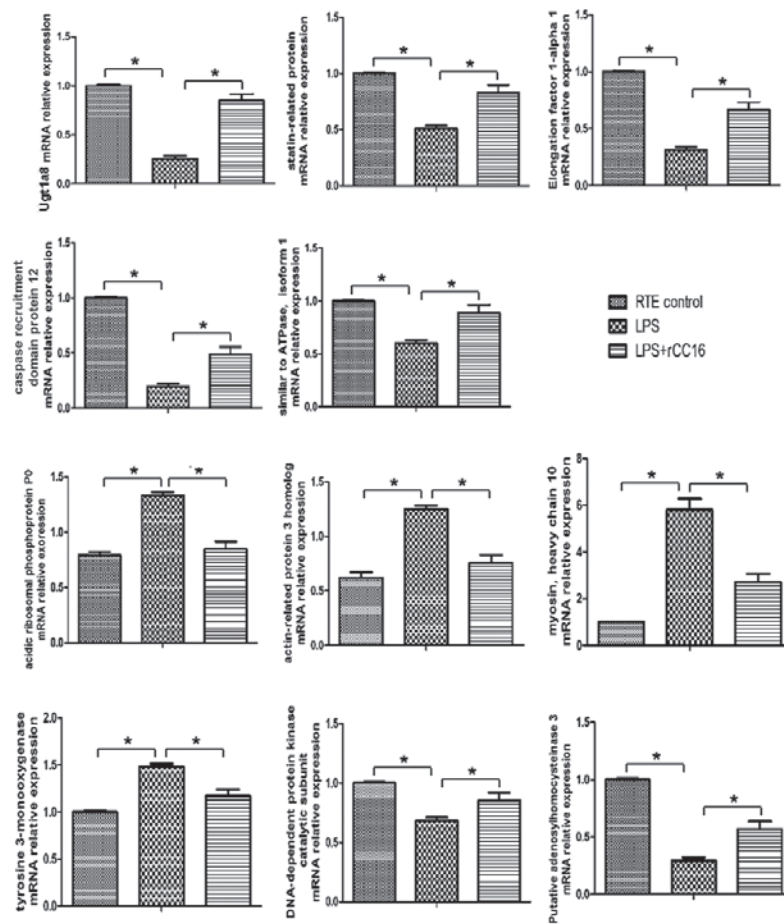 Ugt1a8 mRNA relative expression
1.5
1.0
0.5
0.0
*
*
statin-related protein
mRNA relative expression
1.5
1.0
0.5
0.0
*
*
Elongation factor 1-alpha 1
mRNA relative expression
1.5
1.0
0.5
0.0
*
*
caspase recruitment
domain protein 12
mRNA relative expression
1.5
1.0
0.5
0.0
*
*
similar to ATPase, isoform 1
mRNA relative expression
1.5
1.0
0.5
0.0
*
*
RTE control
LPS
LPS+rCC16
acidic ribosomal phosphoprotein P0
mRNA relative exoression
1.5
1.0
0.5
0.0
*
*
actin-related protein 3 homolog
mRNA relative expression
1.5
1.0
0.5
0.0
*
*
myosin, heavy chain 10
mRNA relative expression
8
6
4
2
0
*
*
tyrosine 3-monooxygenase
mRNA relative expression
2.0
1.5
1.0
0.5
0.0
*
*
DNA-dependent protein kinase
catalytic subunit
mRNA relative expression
1.5
1.0
0.5
0.0
*
*
Putative adenosylhomocysteinase 3
mRNA relative expression
1.5
1.0
0.5
0.0
*
*